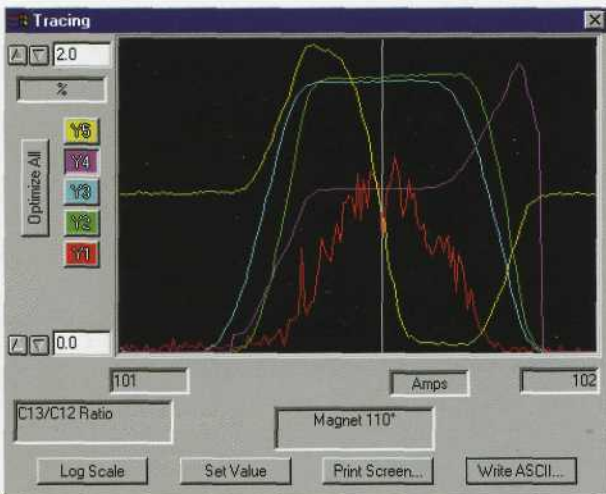 Tracing
2.0
%
Optimize All
Y5
Y4
Y3
Y2
Y1
0.0
101 Amps 102
C13/C12 Ratio
Magnet 110°
Log Scale Set Value Print Screen... Write ASCII...